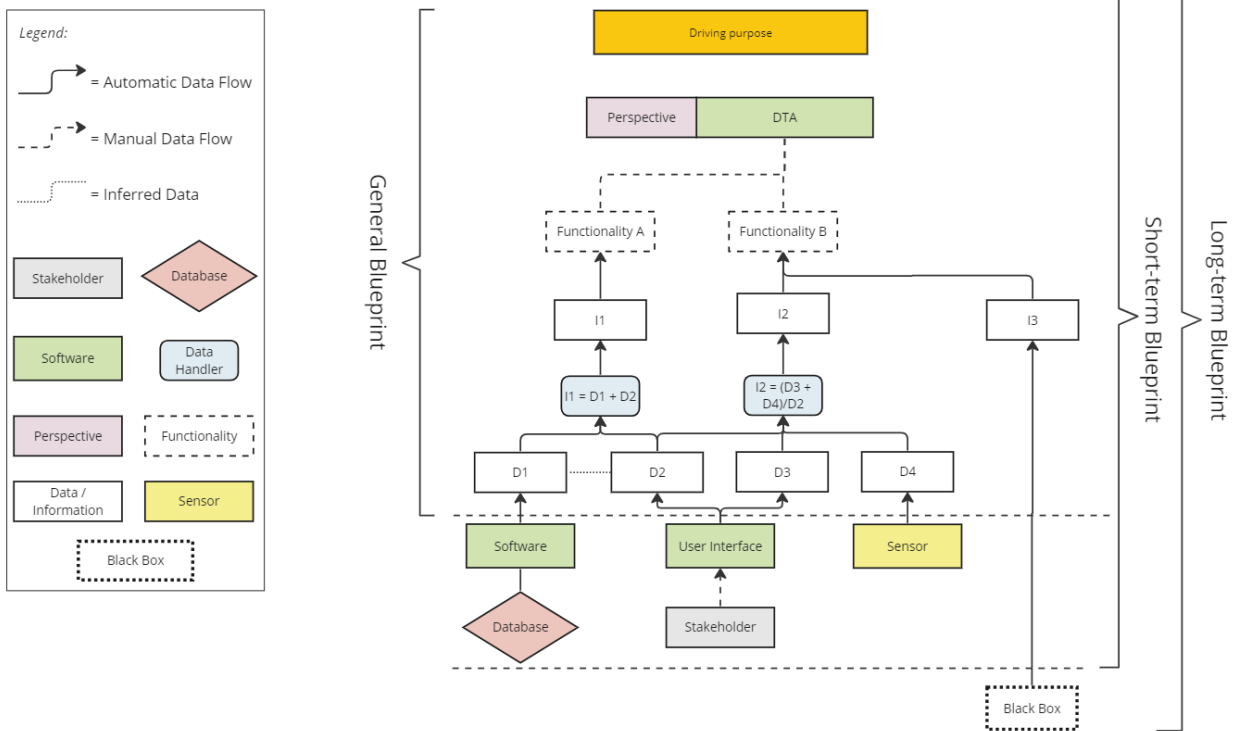 Legend:
= Automatic Data Flow
= Manual Data Flow
= Inferred Data
Stakeholder
Database
Software
Data
Handler
Perspective
Functionality
Data /
Information
Sensor
Black Box
General Blueprint
Driving purpose
Perspective
DTA
Functionality A
Functionality B
I1
I2
I3
I1 = D1 + D2
I2 = (D3 +
D4)/D2
D1
D2
D3
D4
Software
User Interface
Sensor
Database
Stakeholder
Black Box
Short-term Blueprint
Long-term Blueprint